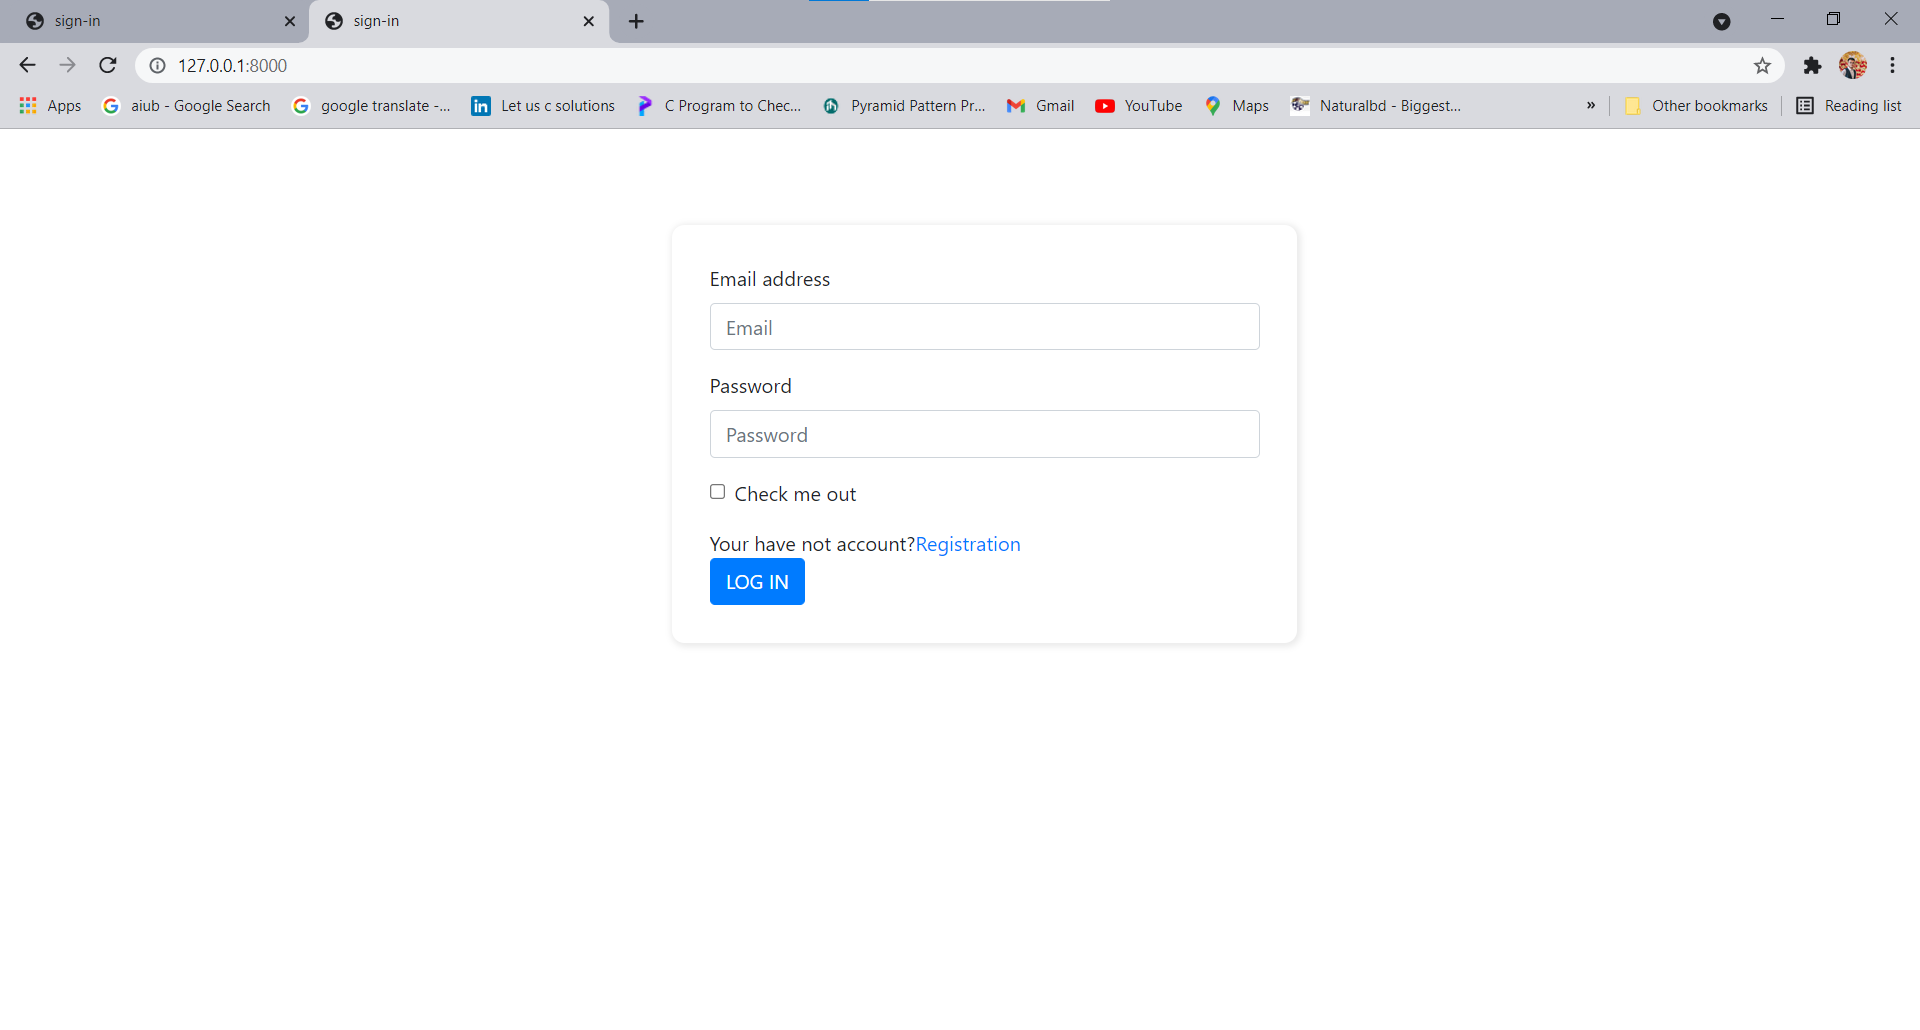 sign-in
sign-in
127.0.0.1:8000
Apps
aiub - Google Search
google translate -...
Let us c solutions
C Program to Chec...
Pyramid Pattern Pr...
Gmail
YouTube
Maps
Naturalbd - Biggest...
»
Other bookmarks
Reading list
Email address
Email
Password
Password
Check me out
Your have not account?Registration
LOG IN